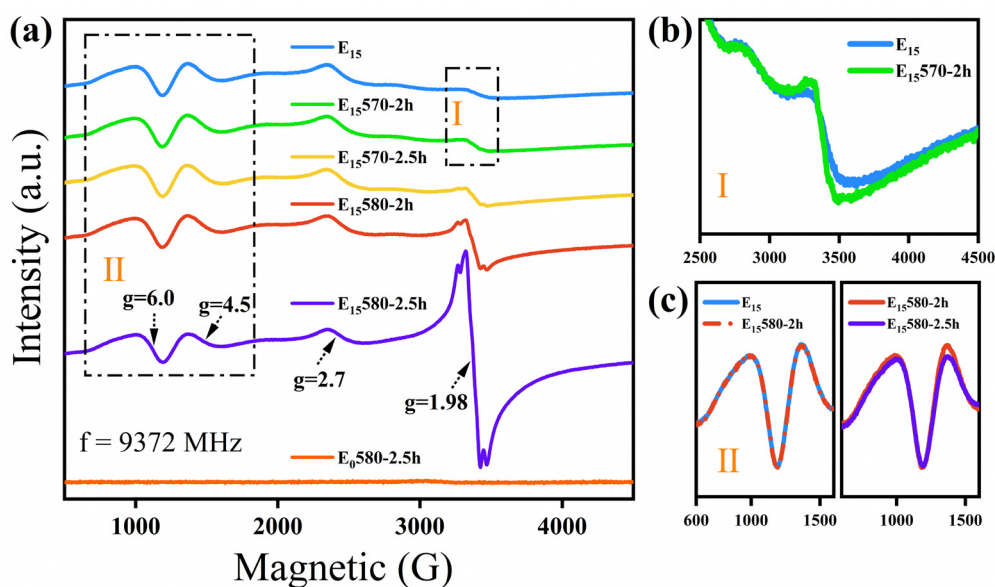 (a)
E15
E15570-2h
E15570-2.5h
E15580-2h
E15580-2.5h
E0580-2.5h
I
II
g=6.0
g=4.5
g=2.7
g=1.98
f = 9372 MHz
Intensity (a.u.)
1000 2000 3000 4000
Magnetic (G)
(b)
E15
E15570-2h
I
2500 3000 3500 4000 4500
(c)
E15
E15580-2h
E15580-2h
E15580-2.5h
II
600 1000 1500 1000 1500